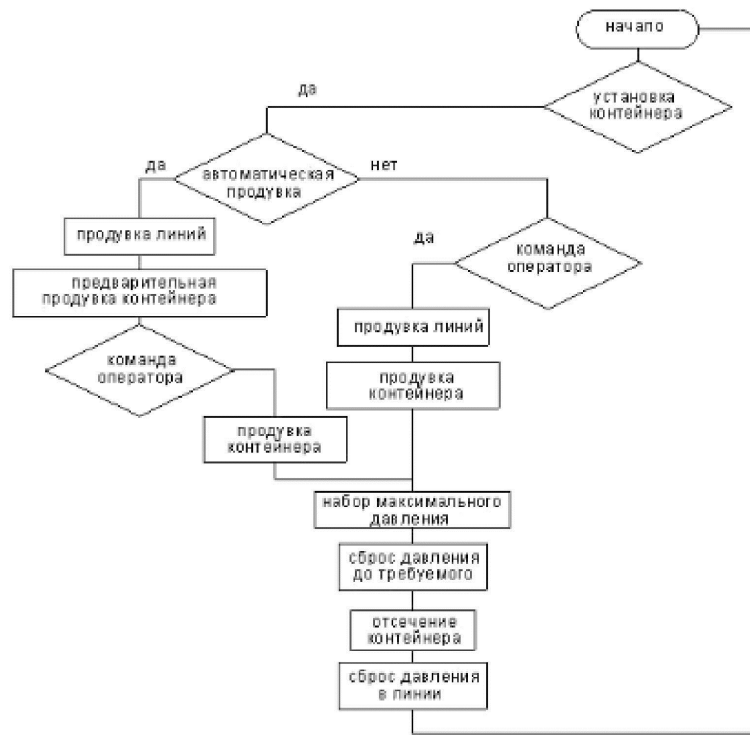 начало
установка
контейнера
да
автоматическая
продувка
да
нет
продувка линий
предварительная
продувка контейнера
команда
оператора
продувка
контейнера
да
команда
оператора
продувка линий
продувка
контейнера
набор максимального
давления
сброс давления
до требуемого
отсечение
контейнера
сброс давления
в линии